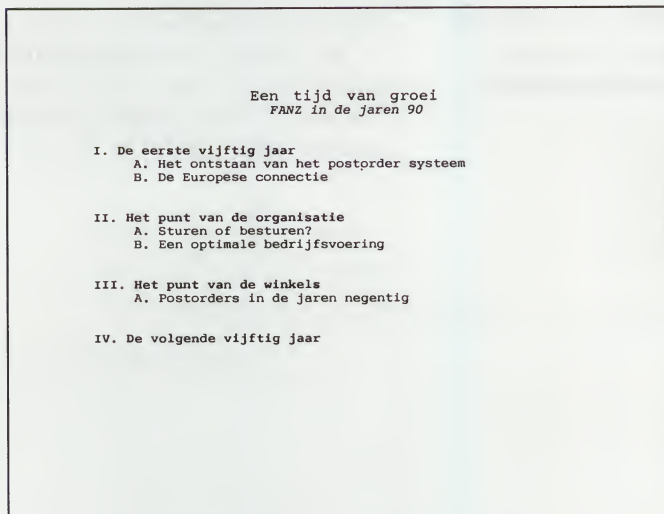 Een tijd van groei
FANZ in de jaren 90
I. De eerste vijftig jaar
A. Het ontstaan van het postorder systeem
B. De Europese connectie
II. Het punt van de organisatie
A. Sturen of besturen?
B. Een optimale bedrijfsvoering
III. Het punt van de winkels
A. Postorders in de jaren negentig
IV. De volgende vijftig jaar